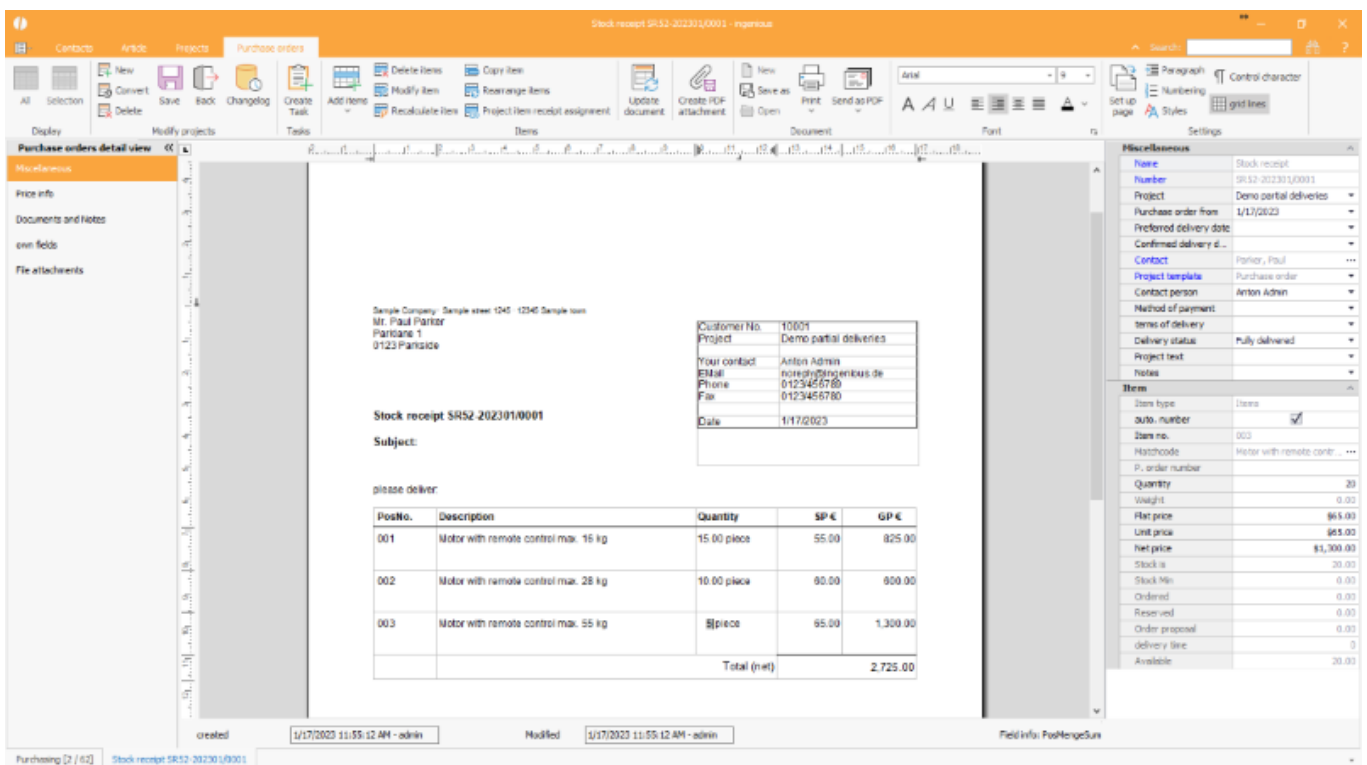 Stock receipt SR52-202301/0001 - ingenious
Contacts Article Projects Purchase orders Search: ?
All Selection New Convert Delete Save Back Changelog Create Task Add items Delete items Modify item Recalculate item Copy item Rearrange items Project item receipt assignment Update document Create PDF attachment New Save as Open Print Send as PDF Arial 9 A A U A Set up page Paragraph Numbering Styles Control character grid lines
Display Modify projects Tasks Items Document Font Settings
Purchase orders detail view
Miscellaneous
Price info
Documents and Notes
own fields
File attachments
Sample Company · Sample street 1245 · 12345 Sample town
Mr. Paul Parker
Parklane 1
0123 Parkside
Customer No. 10001
Project Demo partial deliveries
Your contact Anton Admin
EMail noreply@ingenious.de
Phone 0123/456780
Fax 0123/456780
Date 1/17/2023
Stock receipt SR52-202301/0001
Subject:
please deliver:
PosNo. Description Quantity SP € GP €
001 Motor with remote control max. 16 kg 15.00 piece 55.00 825.00
002 Motor with remote control max. 28 kg 10.00 piece 60.00 600.00
003 Motor with remote control max. 55 kg 5 piece 65.00 1,300.00
Total (net) 2,725.00
Miscellaneous
Name Stock receipt
Number SR52-202301/0001
Project Demo partial deliveries
Purchase order from 1/17/2023
Preferred delivery date
Confirmed delivery d...
Contact Parker, Paul
Project template Purchase order
Contact person Anton Admin
Method of payment
terms of delivery
Delivery status Fully delivered
Project text
Notes
Item
Item type Items
auto. number
Item no. 003
Matchcode Motor with remote contr...
P. order number
Quantity 20
Weight 0.00
Flat price $65.00
Unit price $65.00
Net price $1,300.00
Stock is 20.00
Stock Min 0.00
Ordered 0.00
Reserved 0.00
Order proposal 0.00
delivery time 0
Available 20.00
created 1/17/2023 11:55:12 AM - admin Modified 1/17/2023 11:55:12 AM - admin Field info: PosMengeSum
Purchasing [2 / 62] Stock receipt SR52-202301/0001